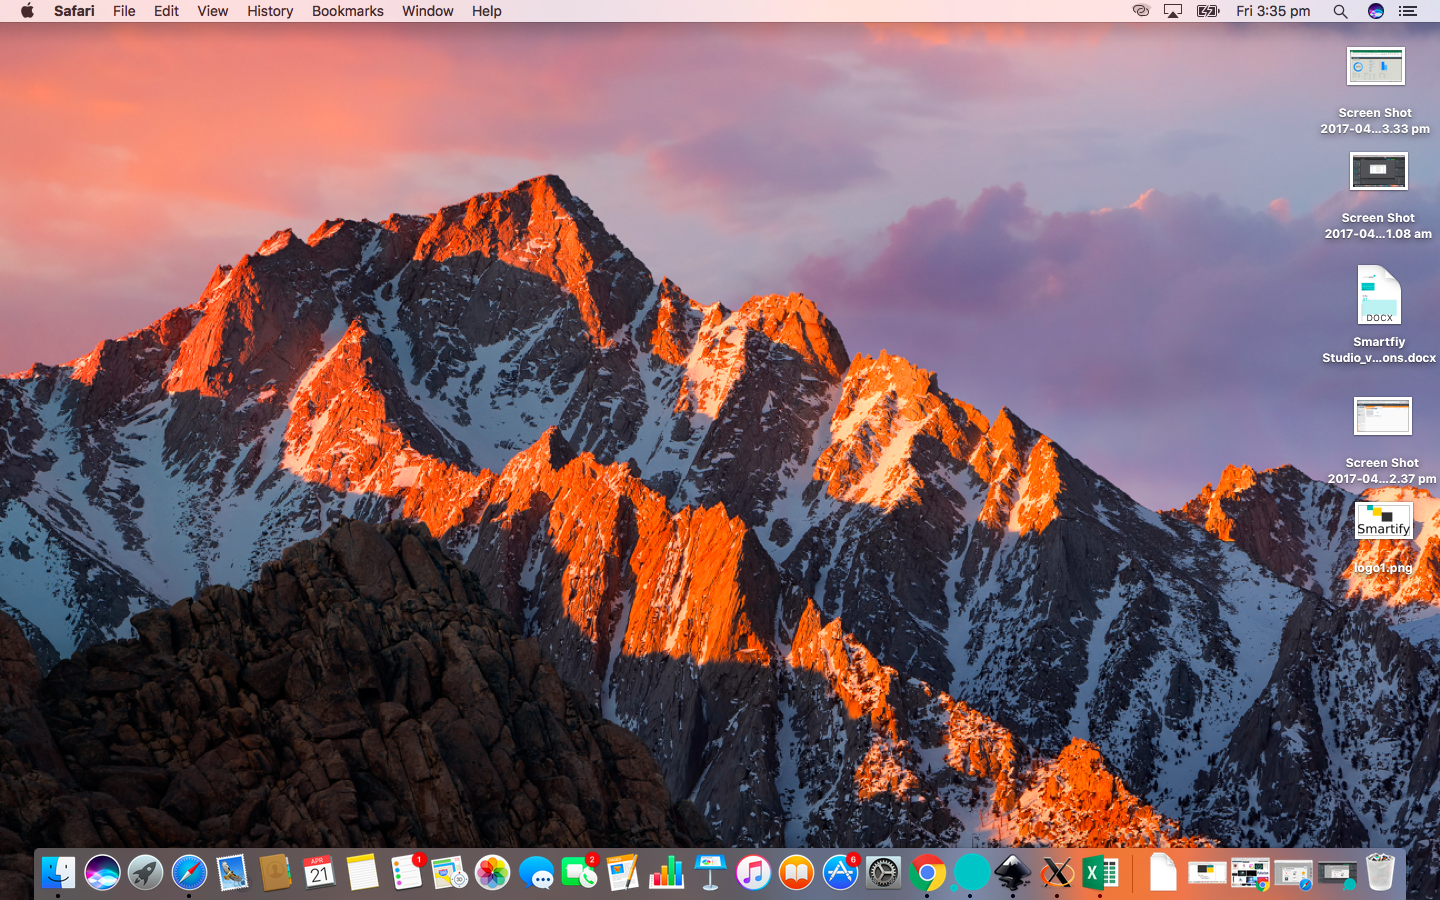 Safari File Edit View History Bookmarks Window Help Fri 3:35 pm
Screen Shot
2017-04...3.33 pm
Screen Shot
2017-04...1.08 am
DOCX
Smartfiy
Studio_v...ons.docx
Screen Shot
2017-04...2.37 pm
Smartify
logo1.png
APR
21
1
2
6